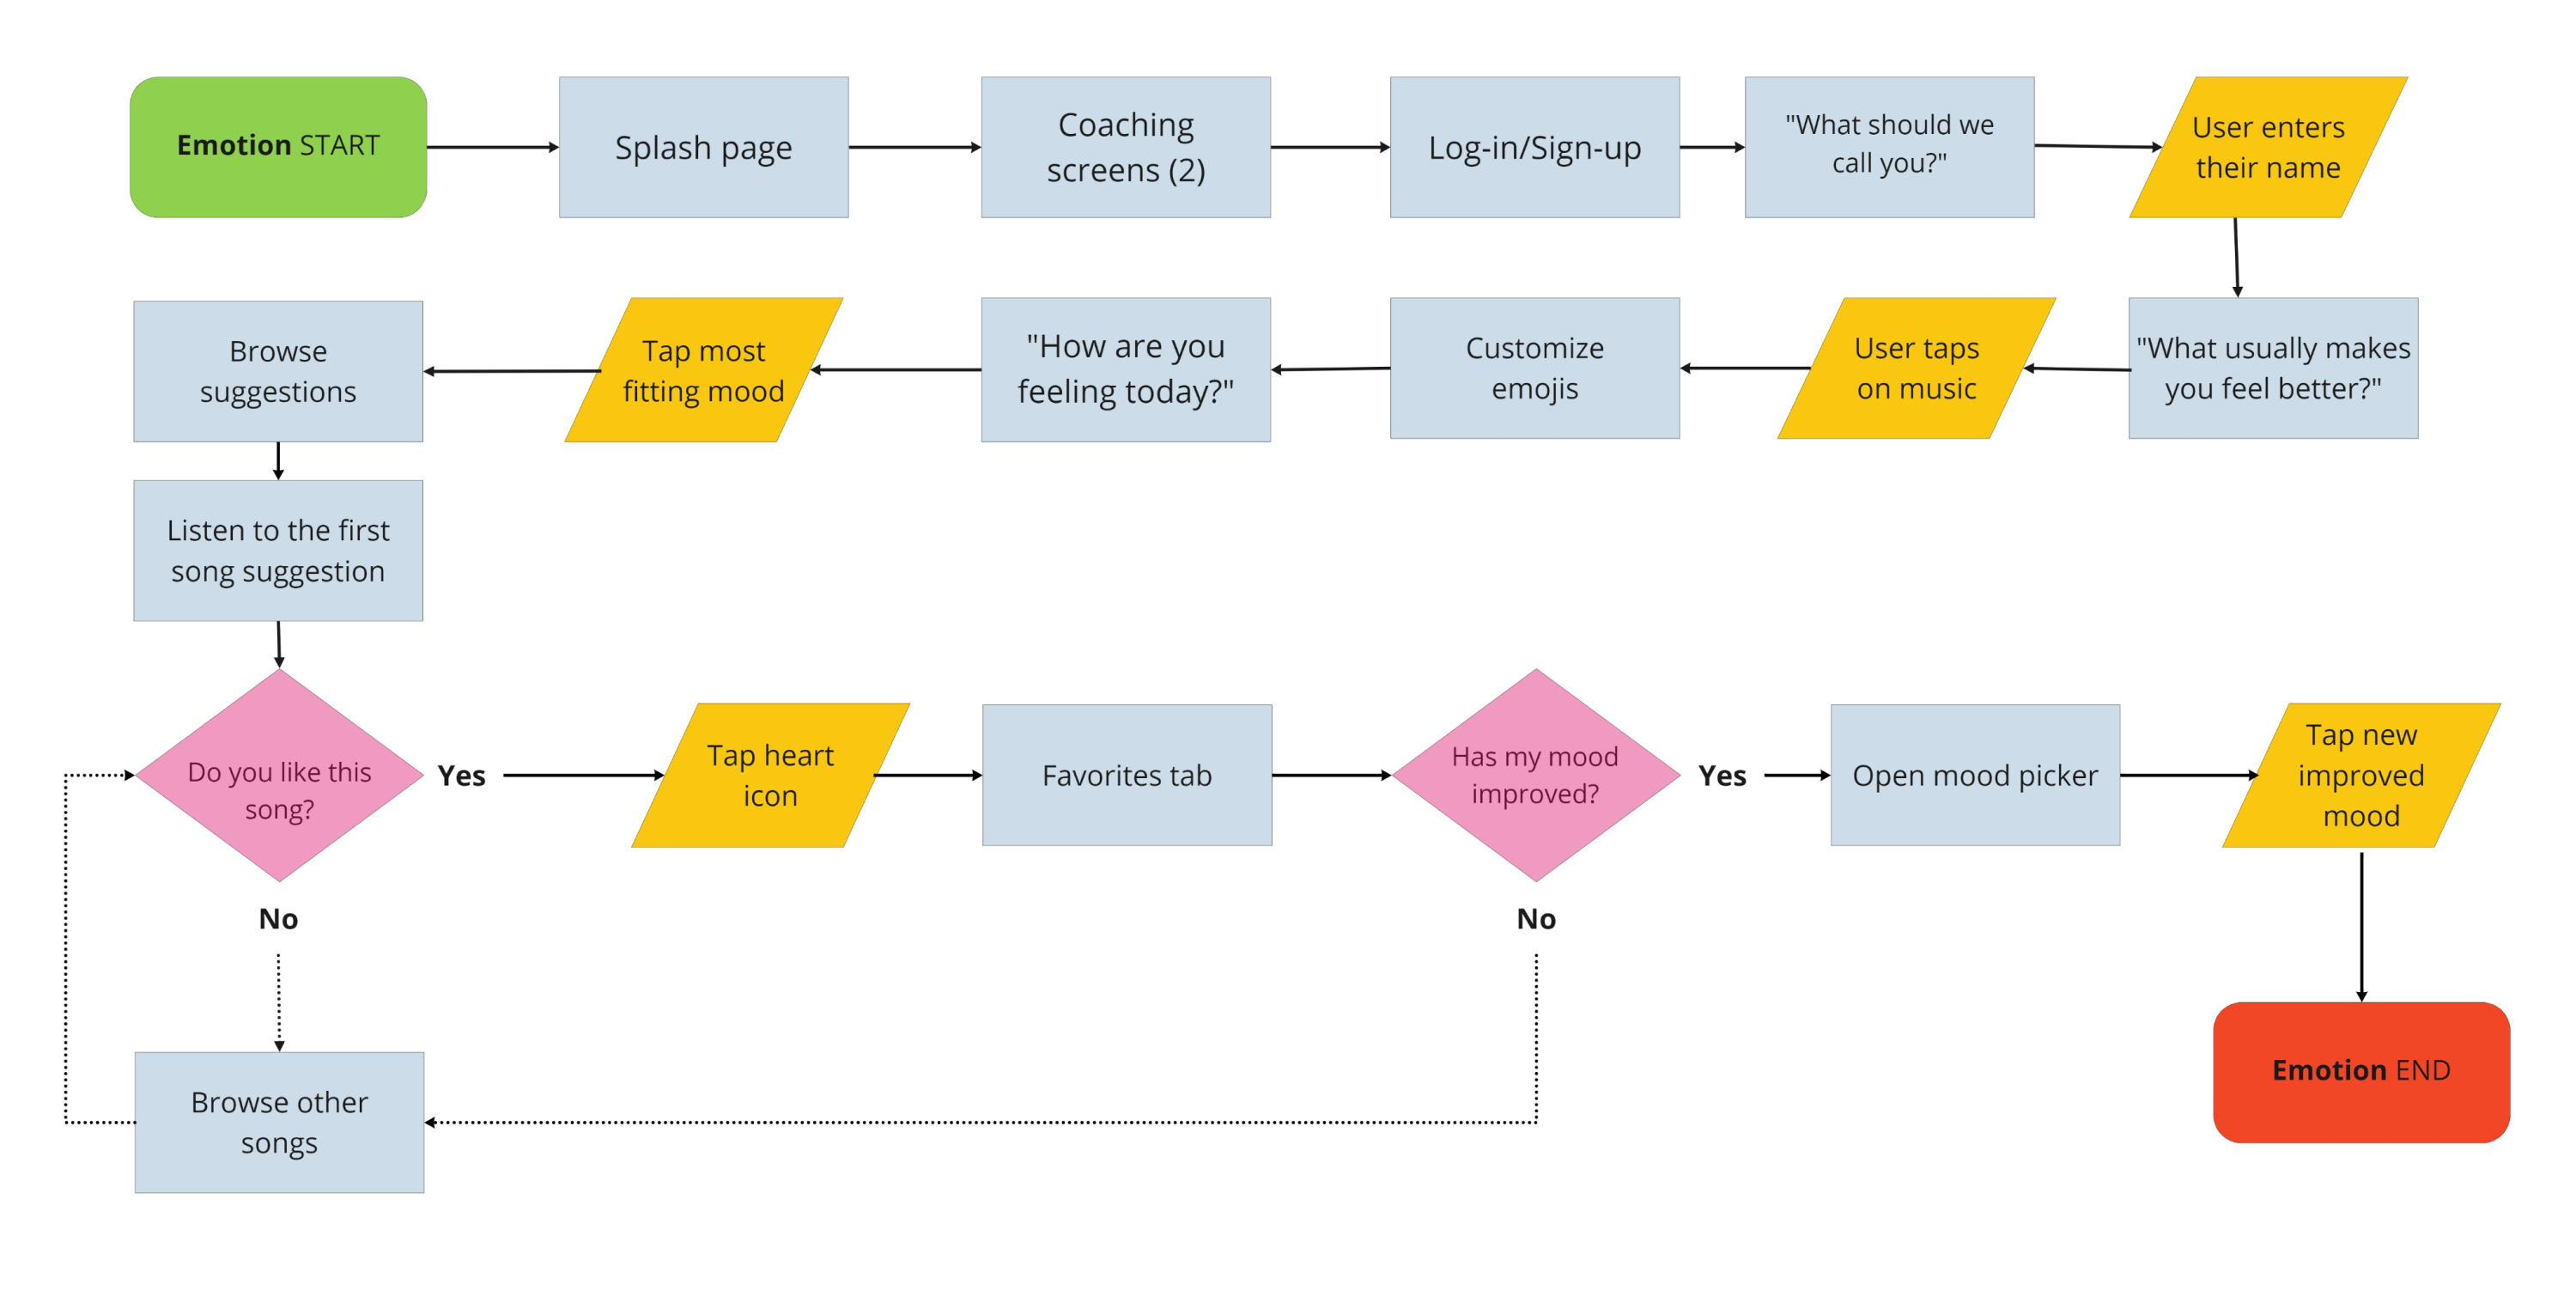 Emotion START
Splash page
Coaching
screens (2)
Log-in/Sign-up
"What should we
call you?"
User enters
their name
"What usually makes
you feel better?"
User taps
on music
Customize
emojis
"How are you
feeling today?"
Tap most
fitting mood
Browse
suggestions
Listen to the first
song suggestion
Do you like this
song?
Yes
Tap heart
icon
Favorites tab
Has my mood
improved?
Yes
Open mood picker
Tap new
improved
mood
No
No
Browse other
songs
Emotion END